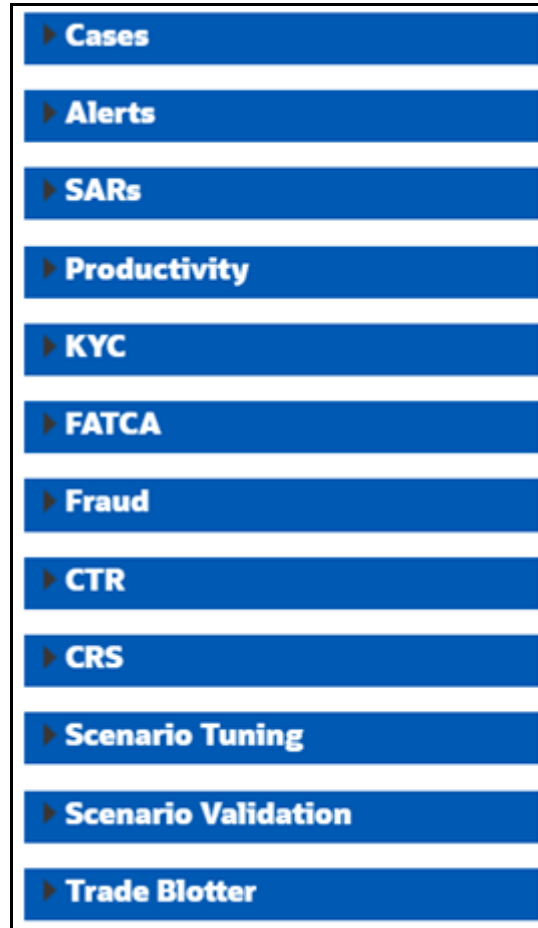 Cases
Alerts
SARs
Productivity
KYC
FATCA
Fraud
CTR
CRS
Scenario Tuning
Scenario Validation
Trade Blotter